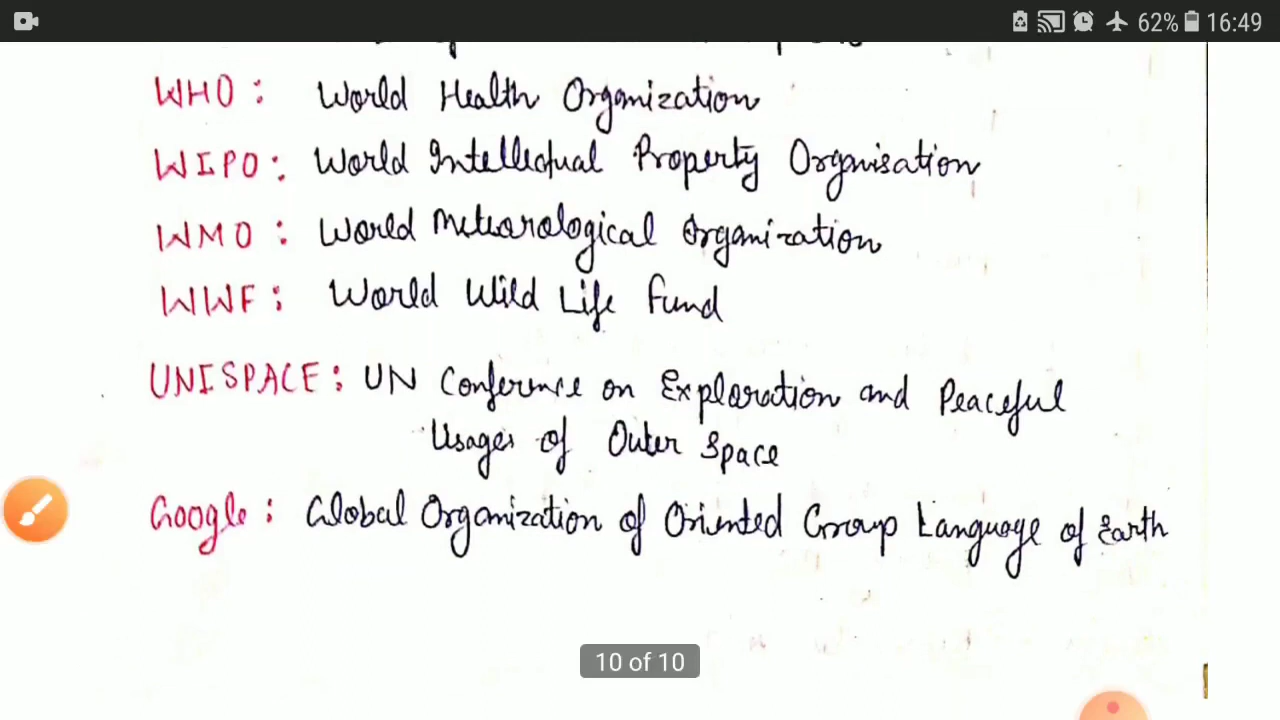 62% 16:49
WHO : World Health Organization
WIPO : World Intellectual Property Organisation
WMO : World Meteorological Organization
WWF : World Wild Life Fund
UNISPACE : UN Conference on Exploration and Peaceful
Usages of Outer Space
Google : Global Organization of Oriented Group Language of Earth
10 of 10